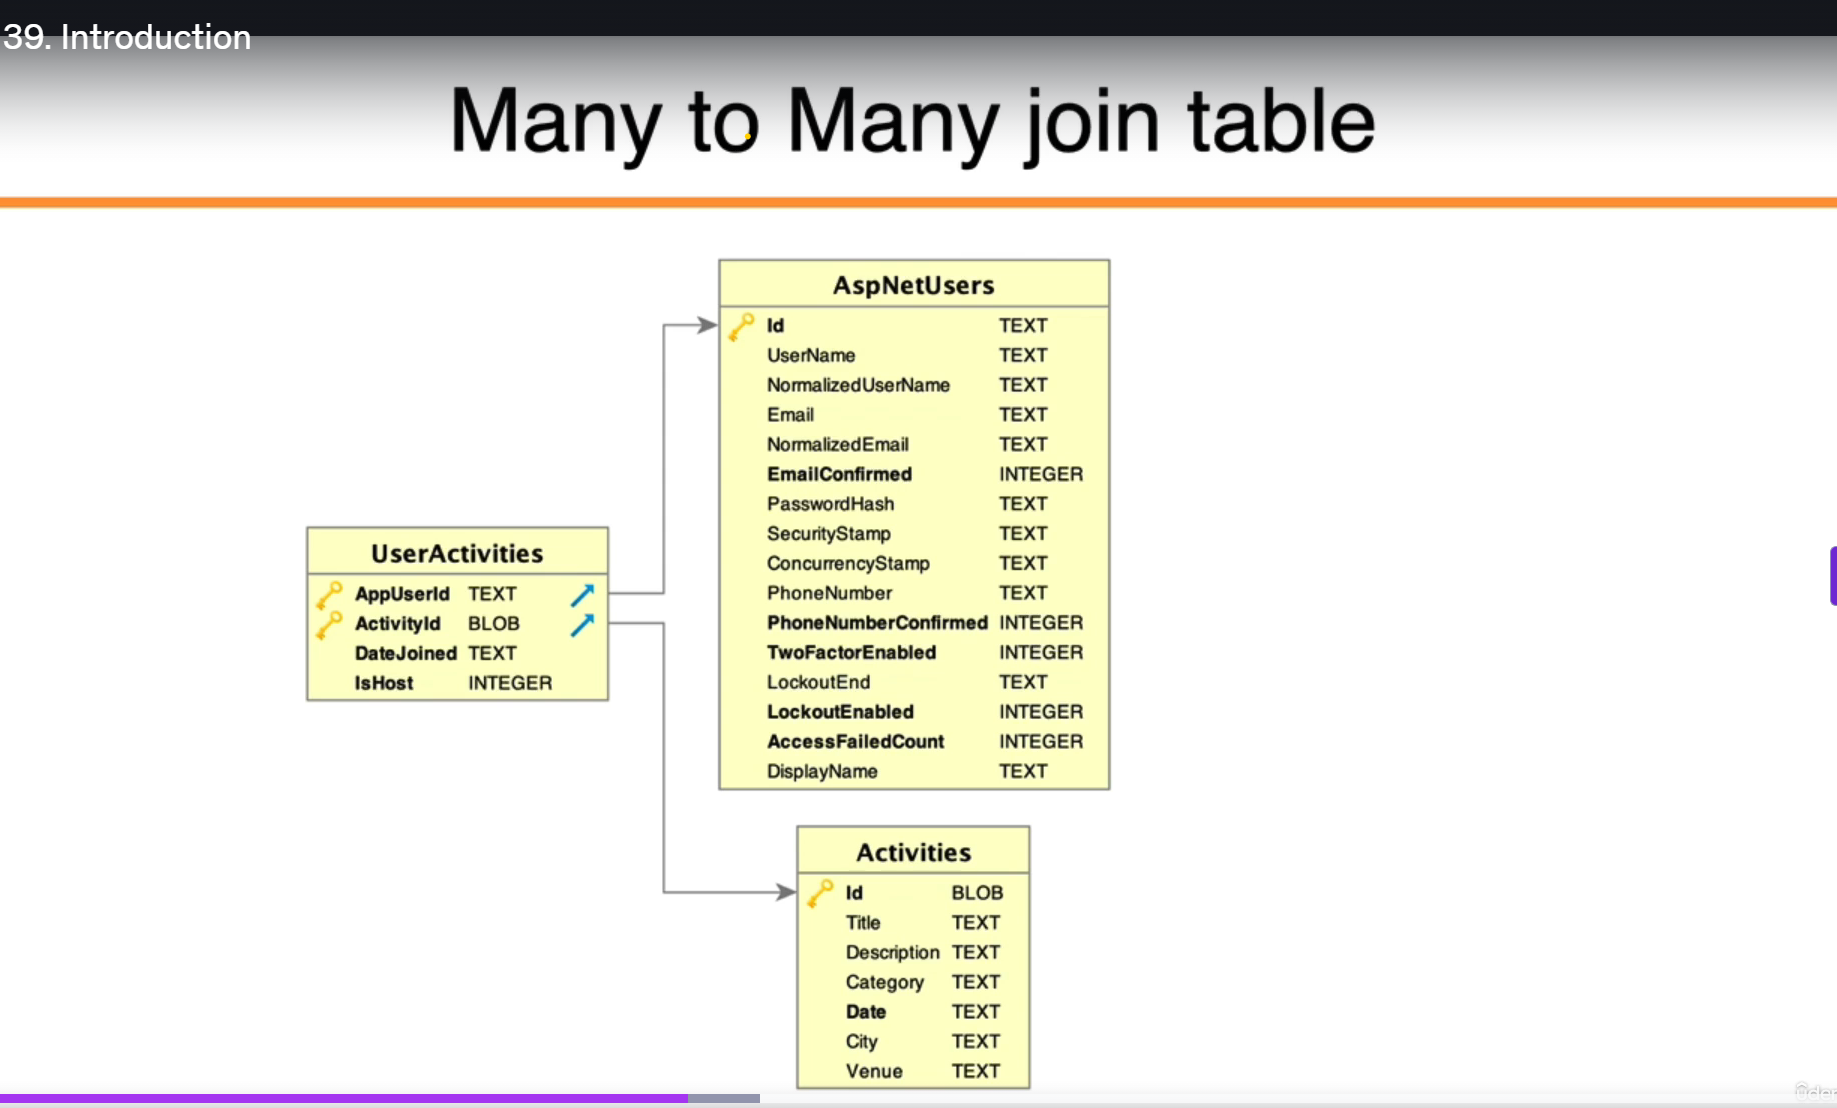 39. Introduction
Many to Many join table
AspNetUsers
Id TEXT
UserName TEXT
NormalizedUserName TEXT
Email TEXT
NormalizedEmail TEXT
EmailConfirmed INTEGER
PasswordHash TEXT
SecurityStamp TEXT
ConcurrencyStamp TEXT
PhoneNumber TEXT
PhoneNumberConfirmed INTEGER
TwoFactorEnabled INTEGER
LockoutEnd TEXT
LockoutEnabled INTEGER
AccessFailedCount INTEGER
DisplayName TEXT
UserActivities
AppUserId TEXT
ActivityId BLOB
DateJoined TEXT
IsHost INTEGER
Activities
Id BLOB
Title TEXT
Description TEXT
Category TEXT
Date TEXT
City TEXT
Venue TEXT